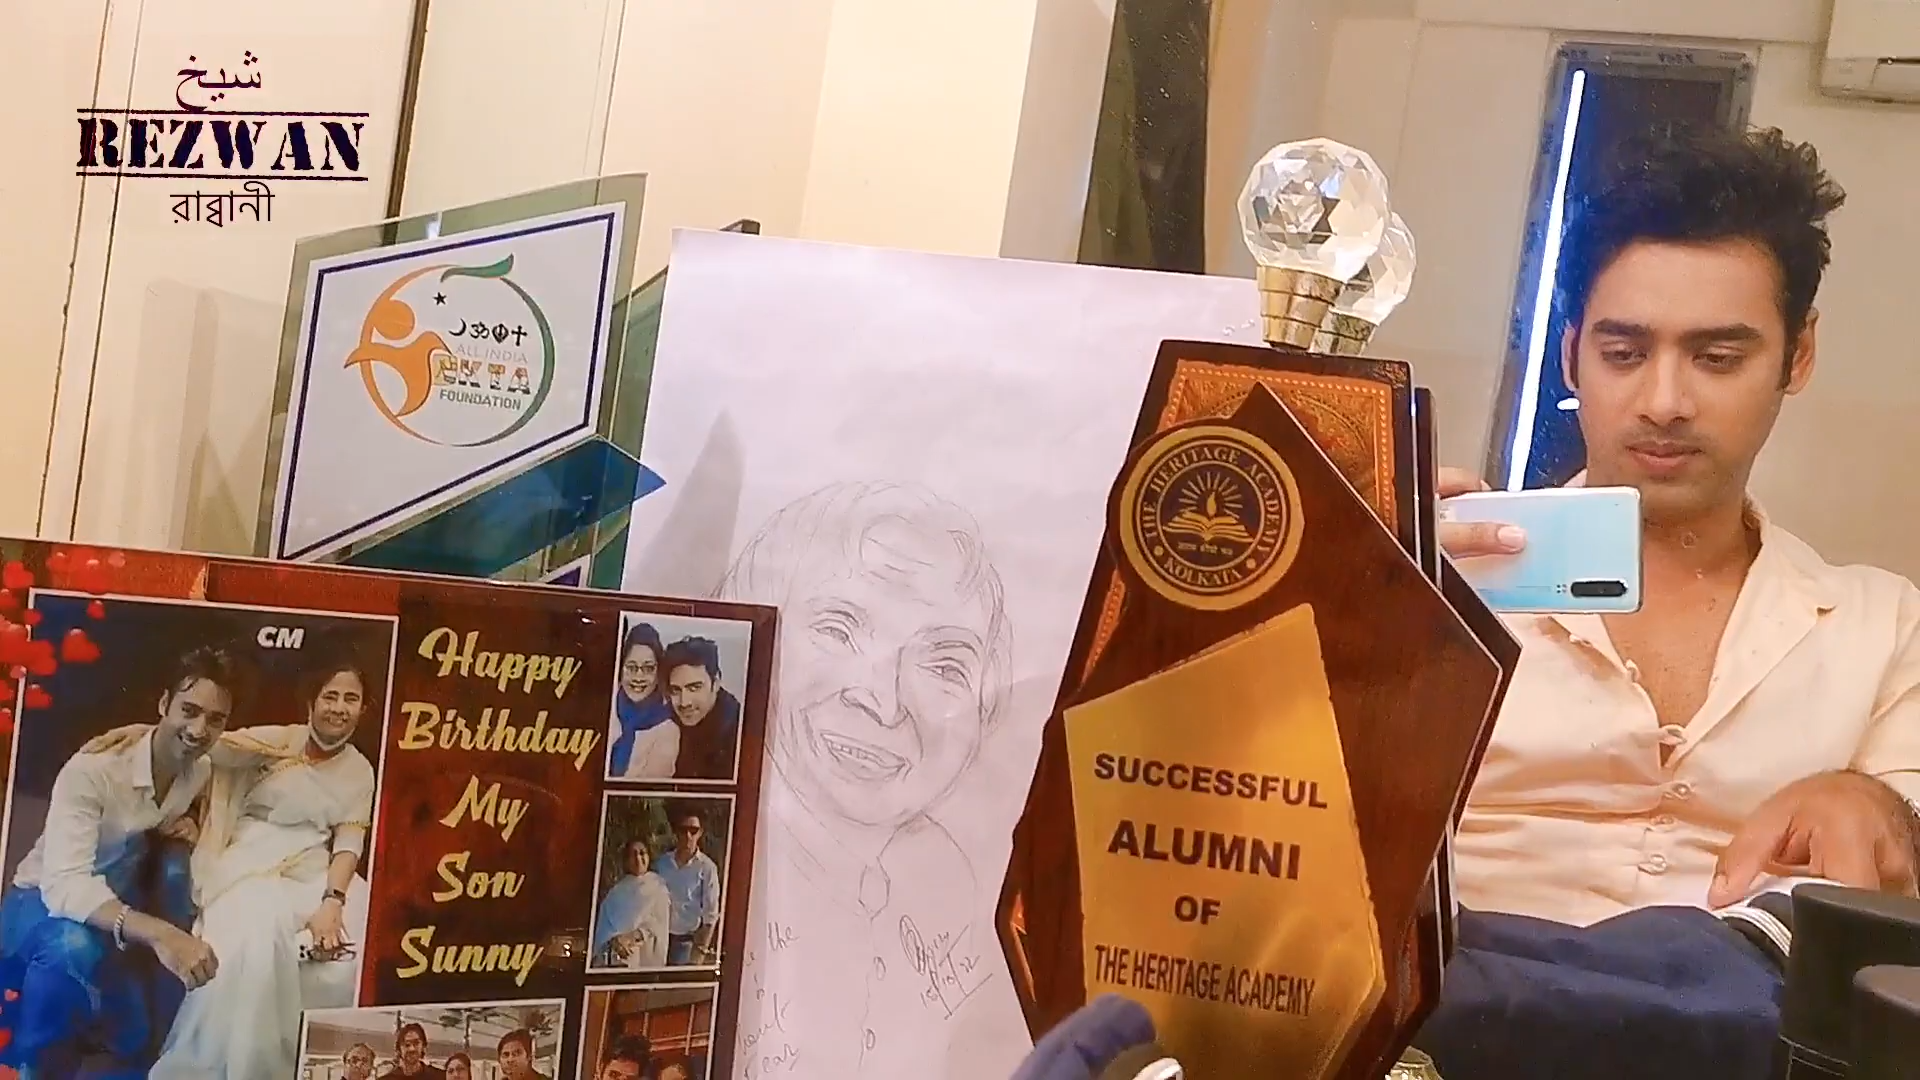 شيخ
REZWAN
রাব্বানী
ALL INDIA
EKTA
FOUNDATION
CM
Happy
Birthday
My
Son
Sunny
THE HERITAGE ACADEMY
KOLKATA
SUCCESSFUL
ALUMNI
OF
THE HERITAGE ACADEMY
the